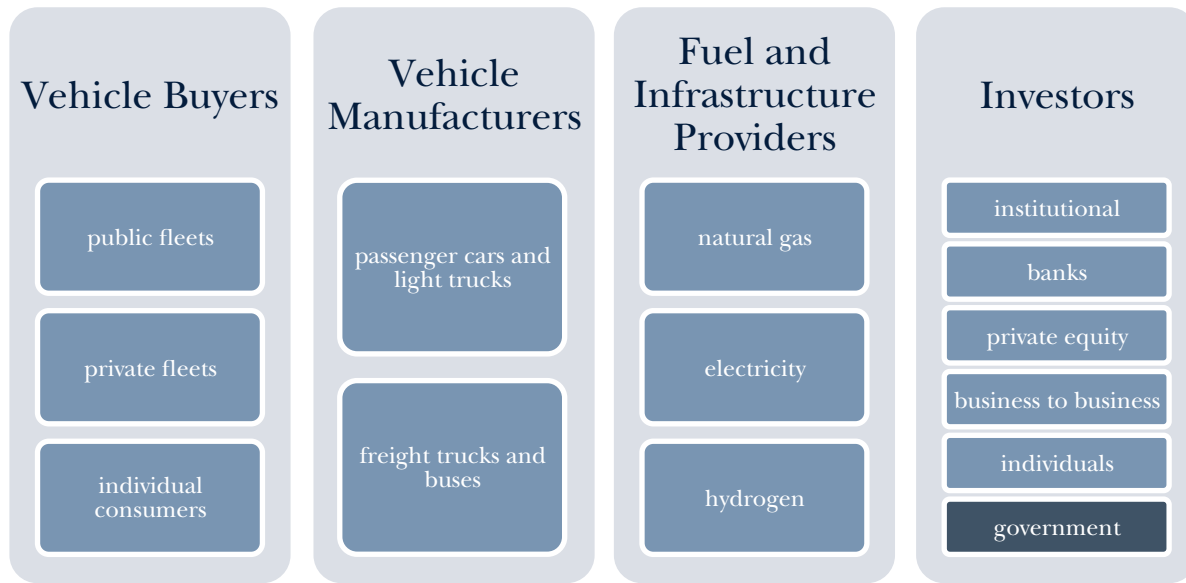 Vehicle Buyers
public fleets
private fleets
individual
consumers
Vehicle
Manufacturers
passenger cars and
light trucks
freight trucks and
buses
Fuel and
Infrastructure
Providers
natural gas
electricity
hydrogen
Investors
institutional
banks
private equity
business to business
individuals
government